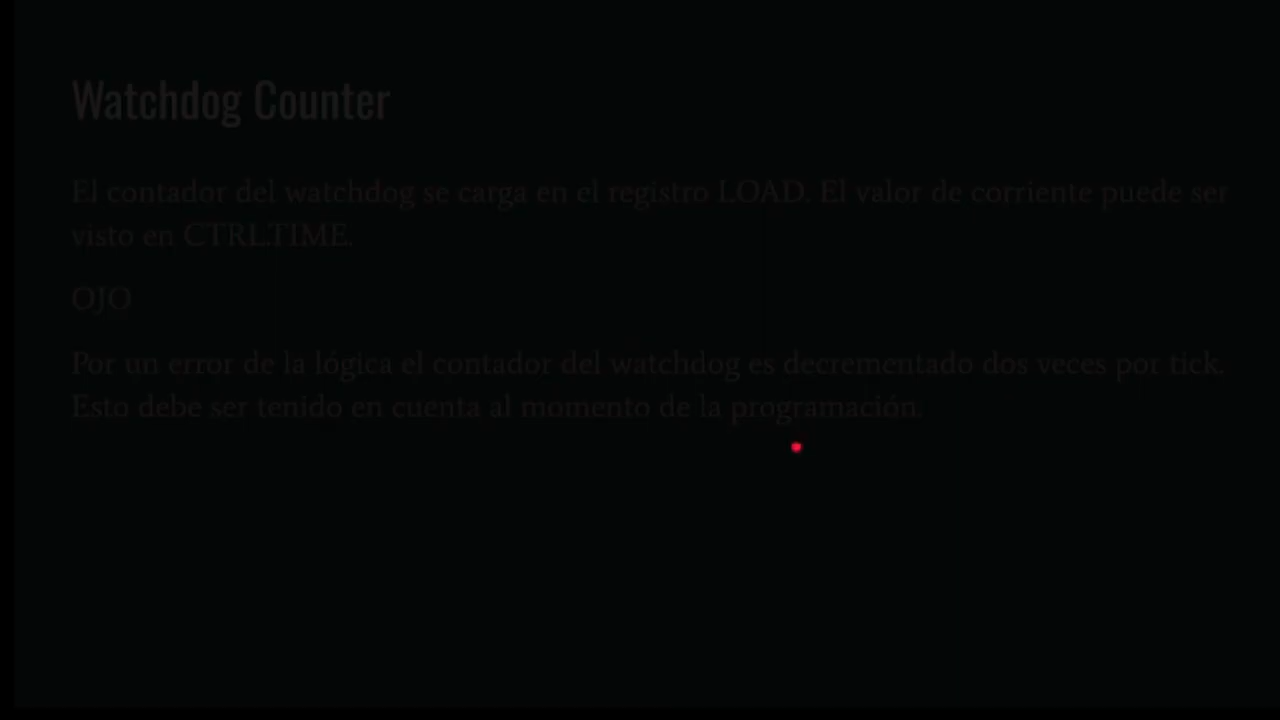 Watchdog Counter
El contador del watchdog se carga en el registro LOAD. El valor de corriente puede ser
visto en CTRL.TIME.
OJO
Por un error de la lógica el contador del watchdog es decrementado dos veces por tick.
Esto debe ser tenido en cuenta al momento de la programación.